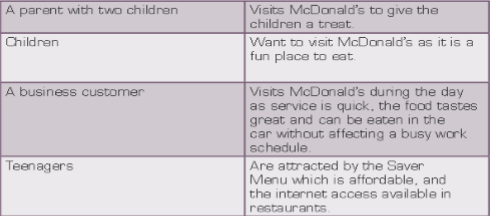 A parent with two children
Visits McDonald's to give the
children a treat.
Children
Want to visit McDonald's as it is a
fun place to eat.
A business customer
Visits McDonald's during the day
as service is quick, the food tastes
great and can be eaten in the
car without affecting a busy work
schedule.
Teenagers
Are attracted by the Saver
Menu which is affordable, and
the internet access available in
restaurants.